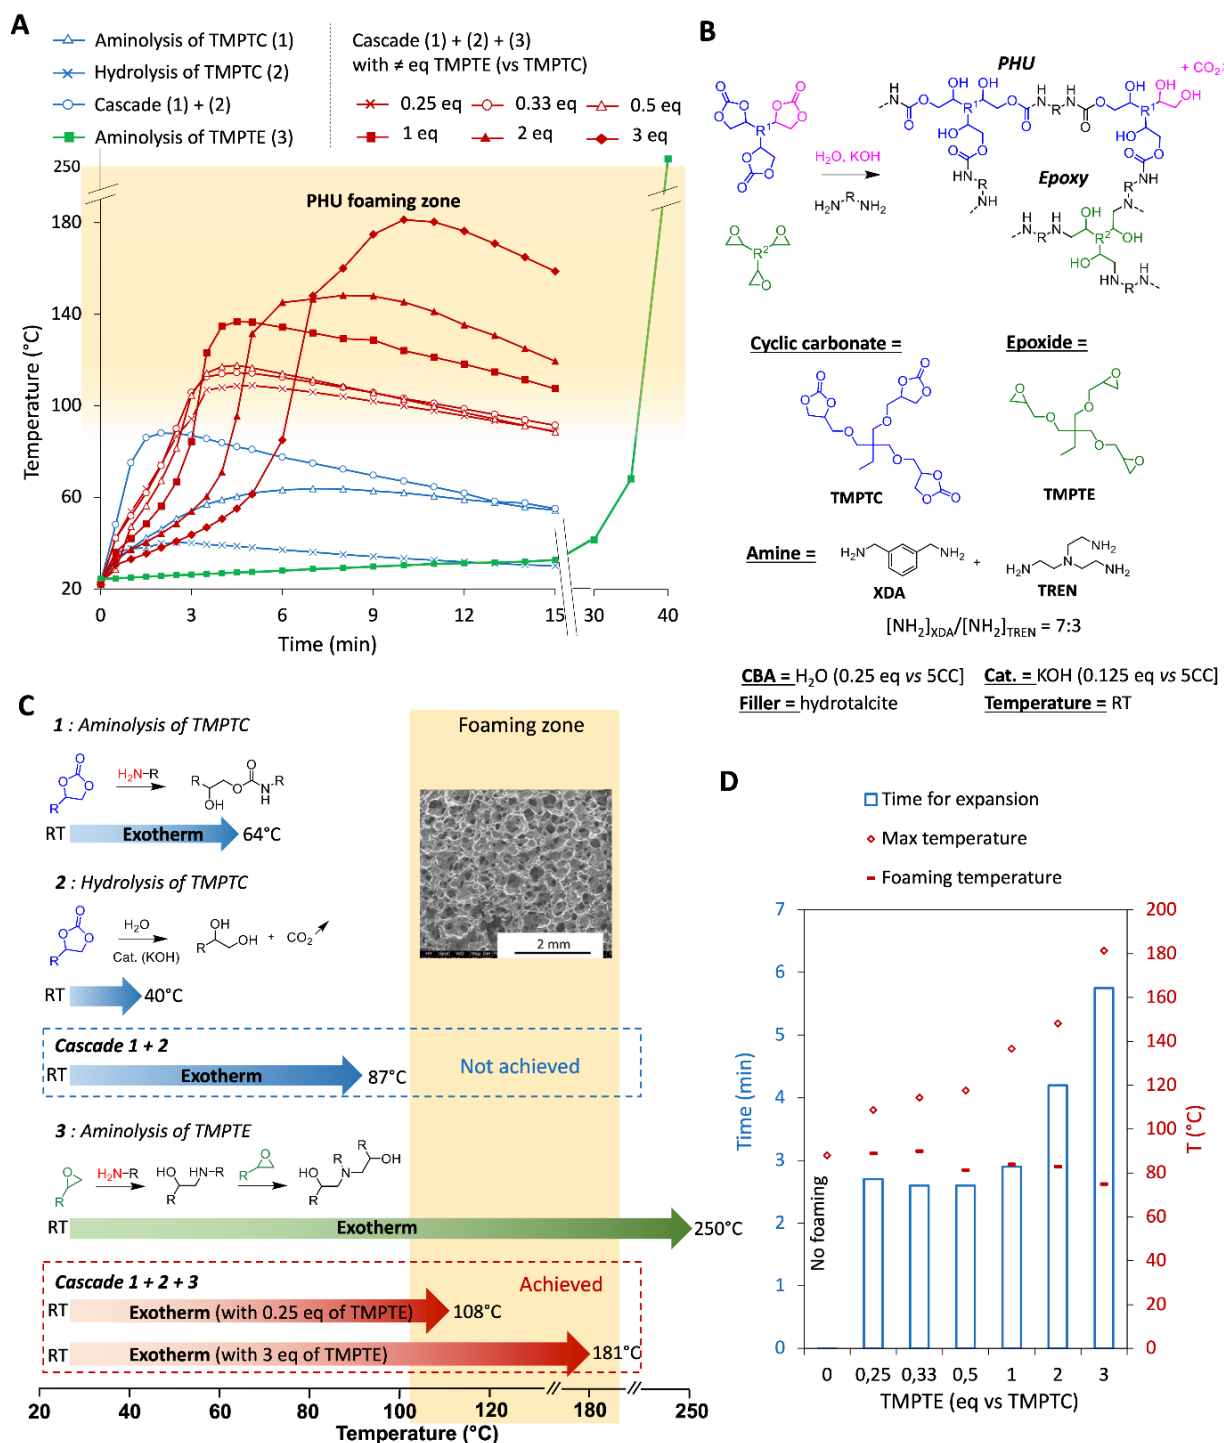 A
Aminolysis of TMPTC (1)
Hydrolysis of TMPTC (2)
Cascade (1) + (2)
Aminolysis of TMPTE (3)
Cascade (1) + (2) + (3)
with ≠ eq TMPTE (vs TMPTC)
0.25 eq
0.33 eq
0.5 eq
1 eq
2 eq
3 eq
PHU foaming zone
Temperature (°C)
250
180
140
100
60
20
0
3
6
9
12
15
30
40
Time (min)
B
PHU
+ CO₂
H₂O, KOH
H₂N-R-NH₂
Epoxy
Cyclic carbonate =
Epoxide =
TMPTC
TMPTE
Amine =
XDA
+
TREN
[NH₂]XDA/[NH₂]TREN = 7:3
CBA = H₂O (0.25 eq vs 5CC]
Cat. = KOH (0.125 eq vs 5CC]
Filler = hydrotalcite
Temperature = RT
C
1 : Aminolysis of TMPTC
H₂N–R
RT
Exotherm
64°C
2 : Hydrolysis of TMPTC
H₂O
Cat. (KOH)
+ CO₂
RT
40°C
Cascade 1 + 2
RT
Exotherm
87°C
Not achieved
3 : Aminolysis of TMPTE
H₂N–R
RT
Exotherm
250°C
Cascade 1 + 2 + 3
Achieved
RT
Exotherm (with 0.25 eq of TMPTE)
108°C
RT
Exotherm (with 3 eq of TMPTE)
181°C
Foaming zone
2 mm
20
40
60
80
100
120
180
250
Temperature (°C)
D
Time for expansion
Max temperature
Foaming temperature
Time (min)
7
6
5
4
3
2
1
0
No foaming
T (°C)
200
180
160
140
120
100
80
60
40
20
0
0
0,25
0,33
0,5
1
2
3
TMPTE (eq vs TMPTC)